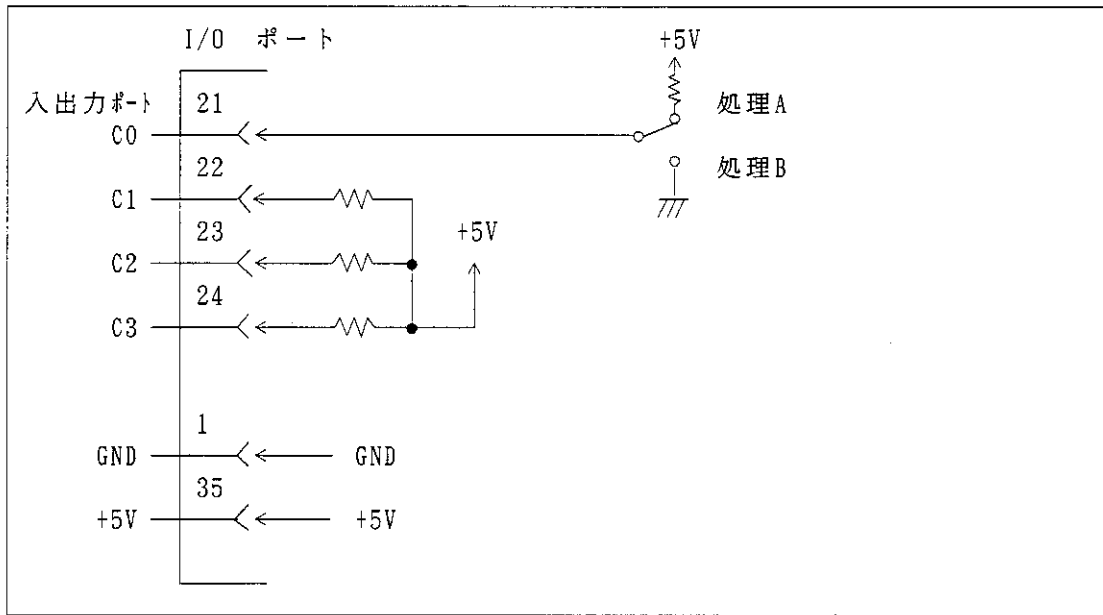 I/O ポート
+5V
入出力ポート
21
処理A
C0
22
処理B
C1
23
+5V
C2
24
C3
1
GND
GND
35
+5V
+5V